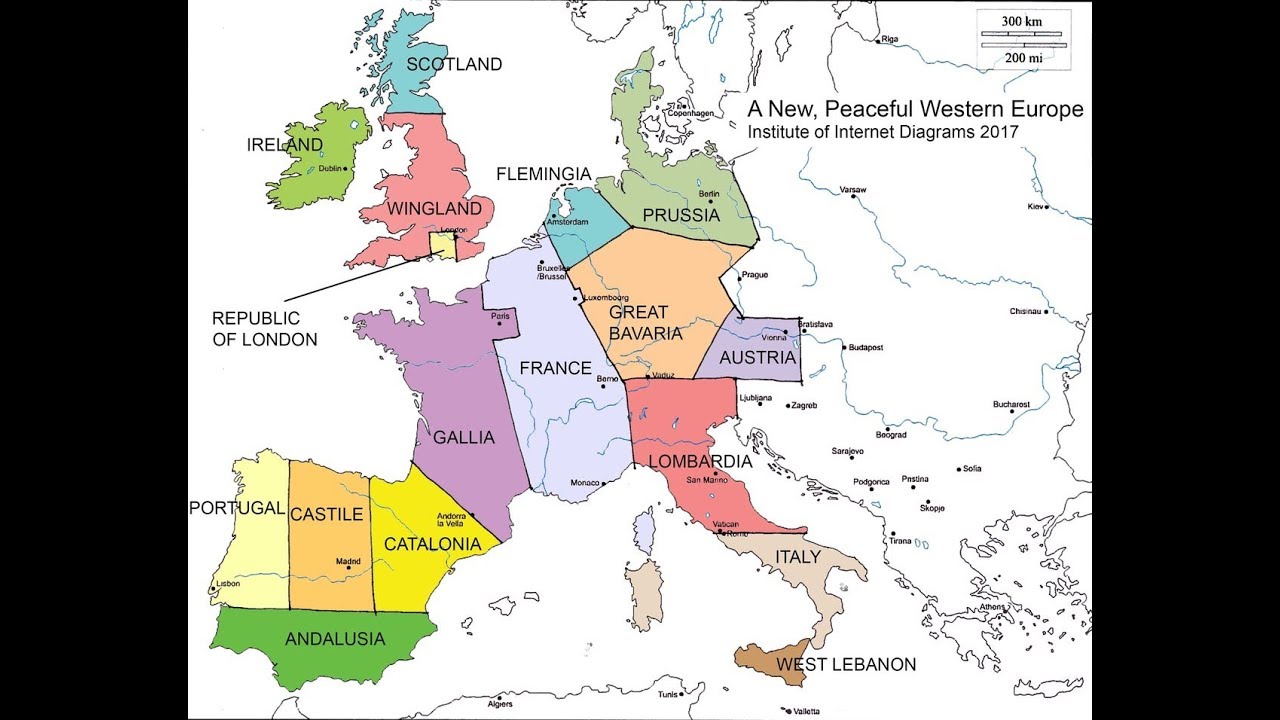 300 km
200 mi
Riga
SCOTLAND
A New, Peaceful Western Europe
Institute of Internet Diagrams 2017
Copenhagen
IRELAND
Dublin
FLEMINGIA
Warsaw
Kiev
WINGLAND
Berlin
PRUSSIA
Amsterdam
London
Bruxelles
/Brussel
Prague
Luxembourg
REPUBLIC
OF LONDON
GREAT
BAVARIA
Paris
Chisinau
Bratislava
Vienna
Budapest
AUSTRIA
FRANCE
Berne
Vaduz
Ljubljana
Zagreb
Bucharest
GALLIA
Beograd
Sarajevo
LOMBARDIA
San Marino
Sofia
Monaco
Podgorica
Pristina
Skopje
PORTUGAL
CASTILE
Andorra
la Vella
CATALONIA
Vatican
Rome
Tirana
ITALY
Madrid
Lisbon
Athens
ANDALUSIA
WEST LEBANON
Algiers
Tunis
Valletta